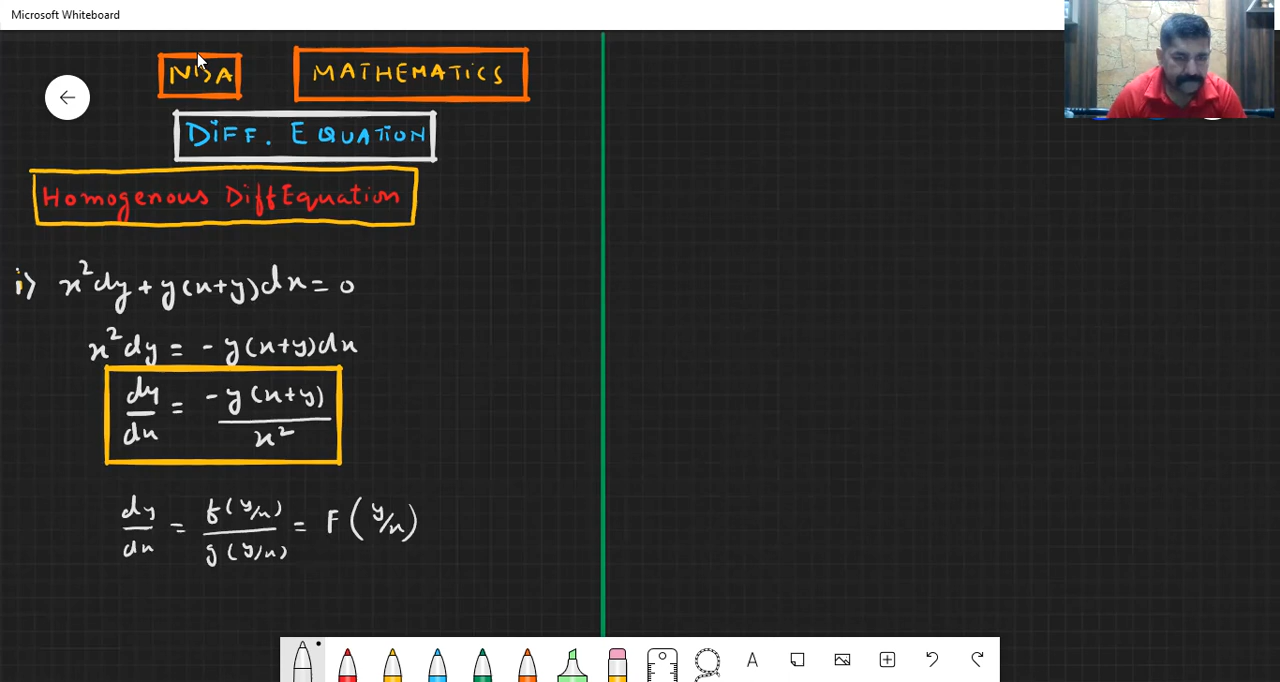 Microsoft Whiteboard
NDA MATHEMATICS
DIFF. EQUATION
Homogenous Diff Equation
i) x²dy + y(x+y)dx = 0
x²dy = - y(x+y)dx
dy/dx = -y(x+y)/x²
dy/dx = f(y/x)/g(y/x) = F(y/x)
A